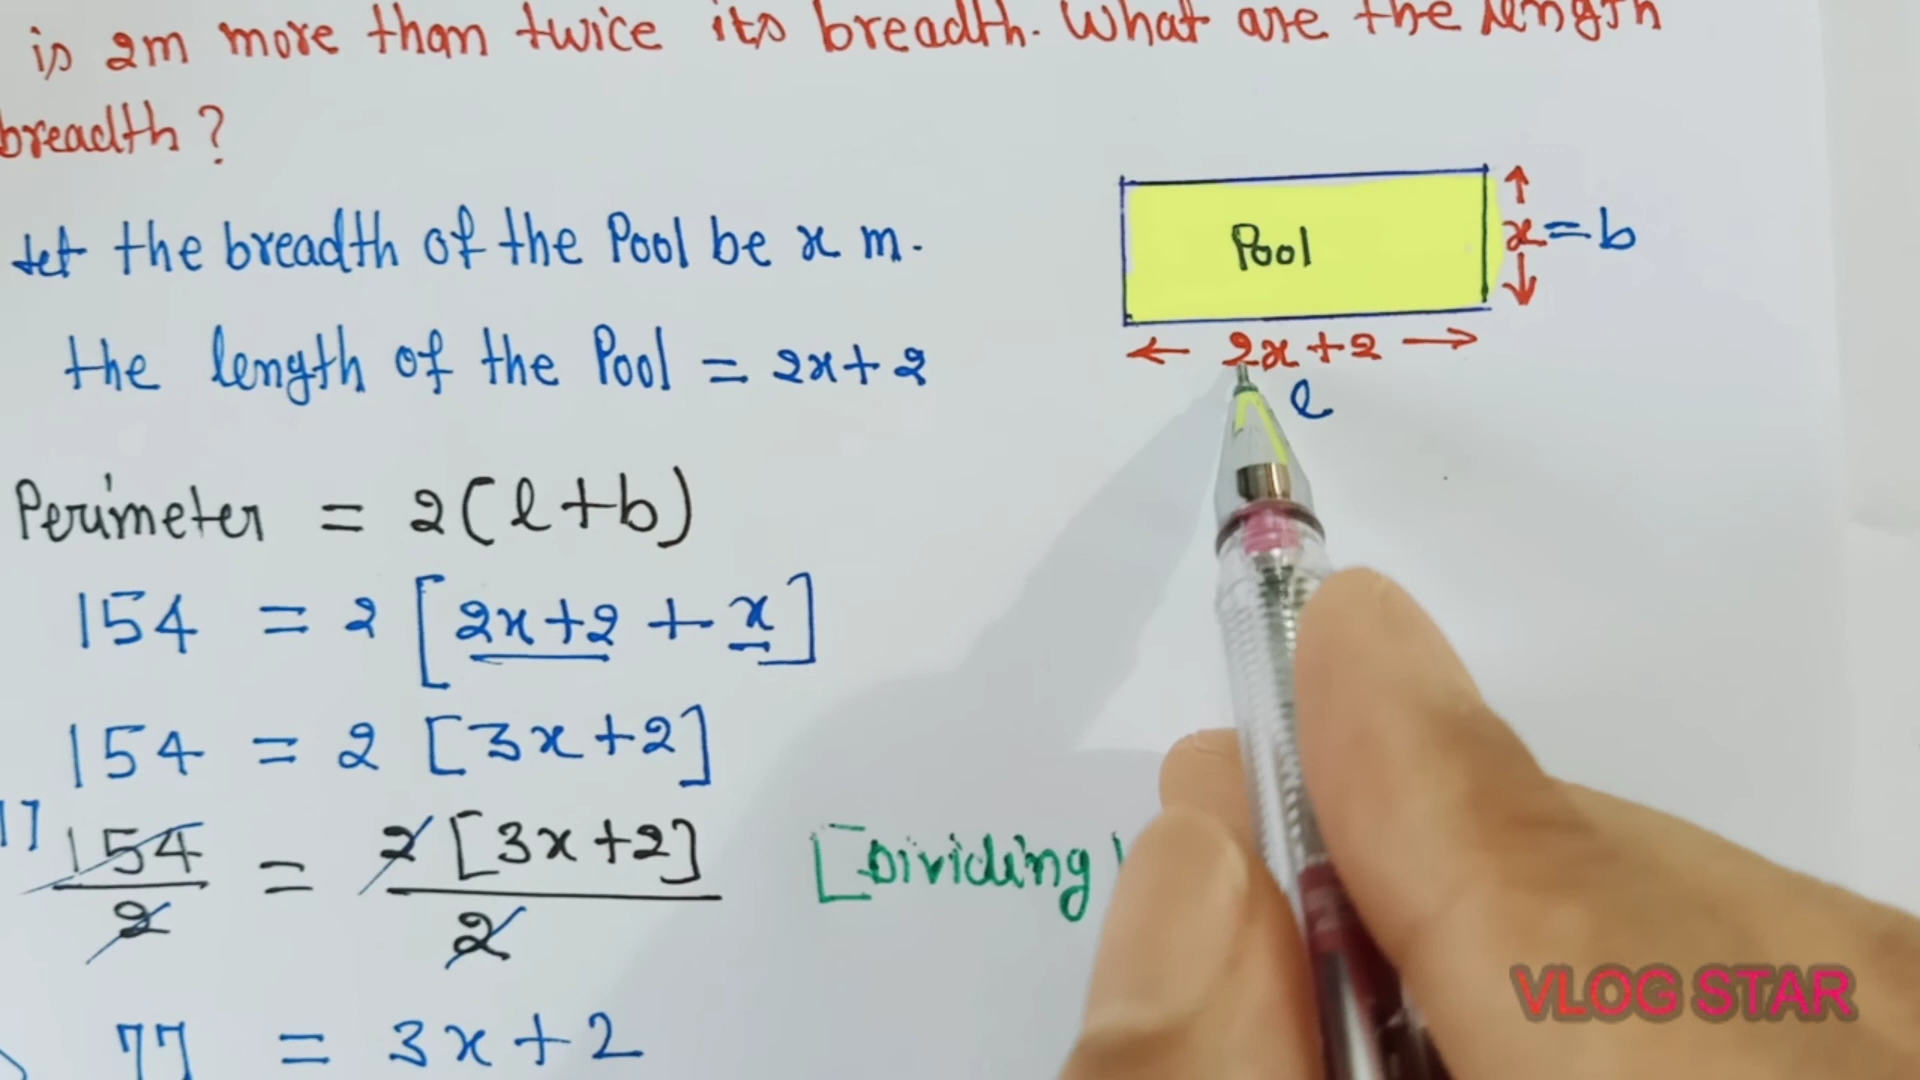 is 2m more than twice its breadth. What are the length
breadth?
Let the breadth of the Pool be x m.
the length of the Pool = 2x+2
Pool
x = b
2x+2
l
Perimeter = 2(l+b)
154 = 2 [2x+2 + x]
154 = 2 [3x+2]
154/2 = 2[3x+2]/2 [Dividing
77 = 3x+2
VLOG STAR